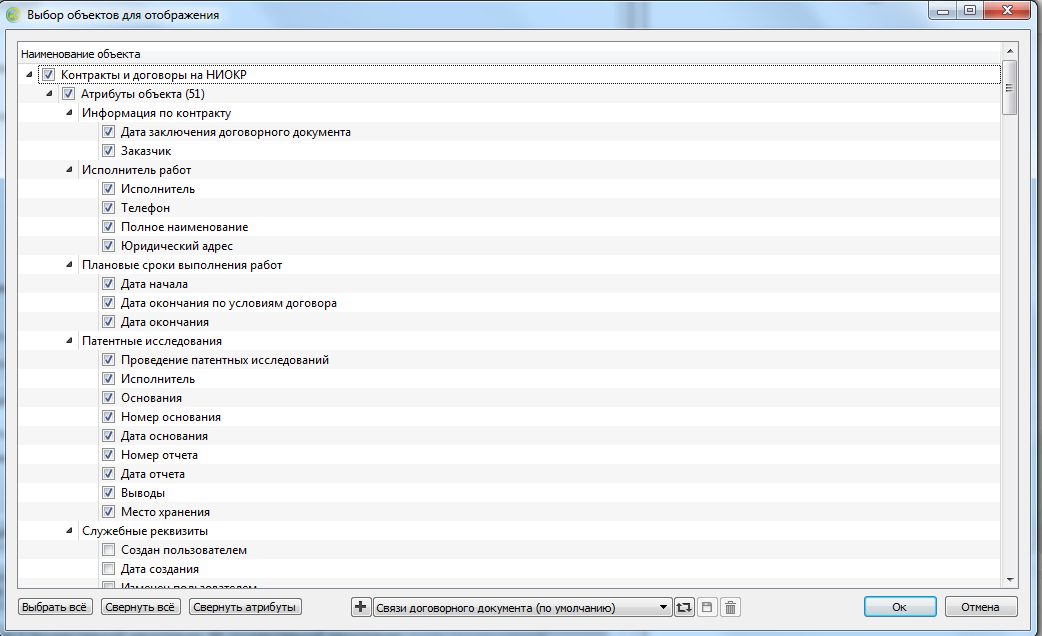 Выбор объектов для отображения
Наименование объекта
Контракты и договоры на НИОКР
Атрибуты объекта (51)
Информация по контракту
Дата заключения договорного документа
Заказчик
Исполнитель работ
Исполнитель
Телефон
Полное наименование
Юридический адрес
Плановые сроки выполнения работ
Дата начала
Дата окончания по условиям договора
Дата окончания
Патентные исследования
Проведение патентных исследований
Исполнитель
Основания
Номер основания
Дата основания
Номер отчета
Дата отчета
Выводы
Место хранения
Служебные реквизиты
Создан пользователем
Дата создания
Изменен пользователем
Выбрать всё Свернуть всё Свернуть атрибуты Связи договорного документа (по умолчанию) Ок Отмена